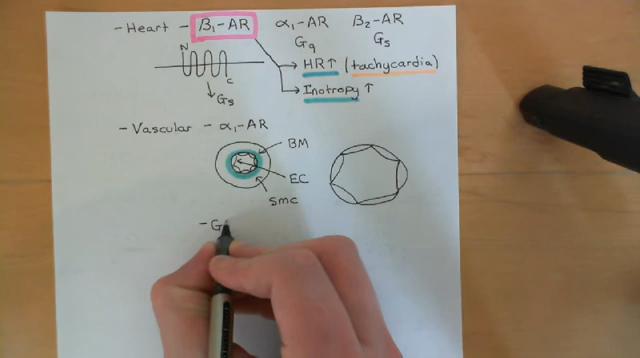 - Heart - β₁-AR α₁-AR β₂-AR
Gq Gs
N
HR↑ (tachycardia)
C
Gs
Inotropy ↑
- Vascular - α₁-AR
BM
EC
SMC
- G